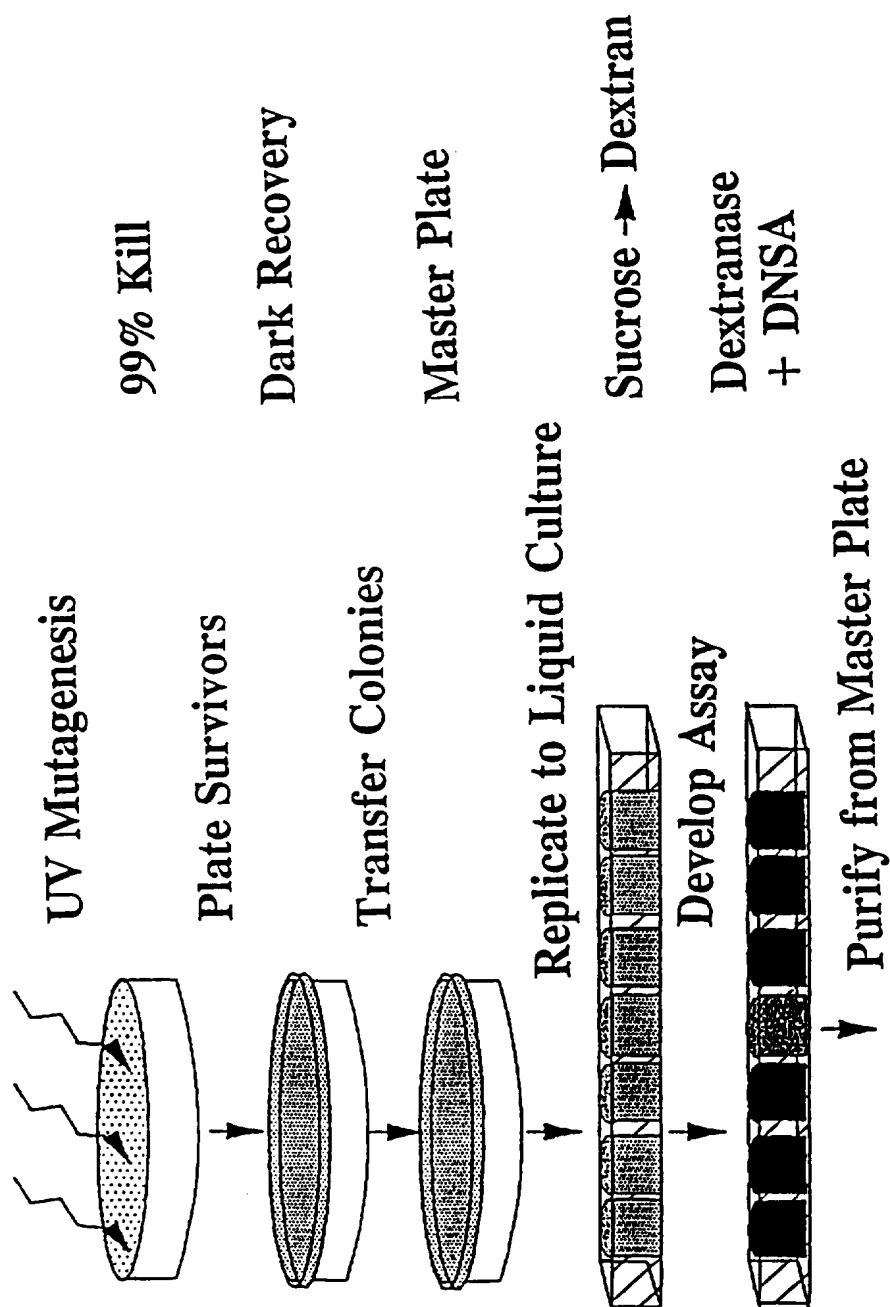 UV Mutagenesis
99% Kill
Plate Survivors
Dark Recovery
Transfer Colonies
Master Plate
Replicate to Liquid Culture
Sucrose → Dextran
Develop Assay
Dextranase
+ DNSA
Purify from Master Plate